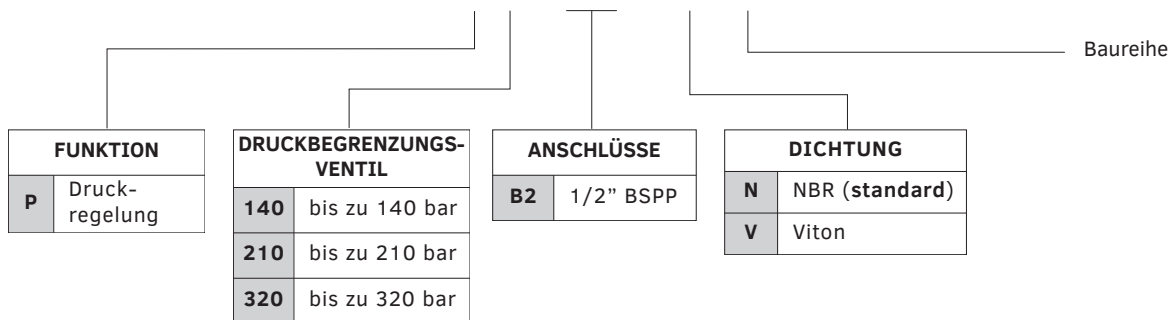 Baureihe
FUNKTION
P Druck-
regelung
DRUCKBEGRENZUNGS-
VENTIL
140 bis zu 140 bar
210 bis zu 210 bar
320 bis zu 320 bar
ANSCHLÜSSE
B2 1/2” BSPP
DICHTUNG
N NBR (standard)
V Viton